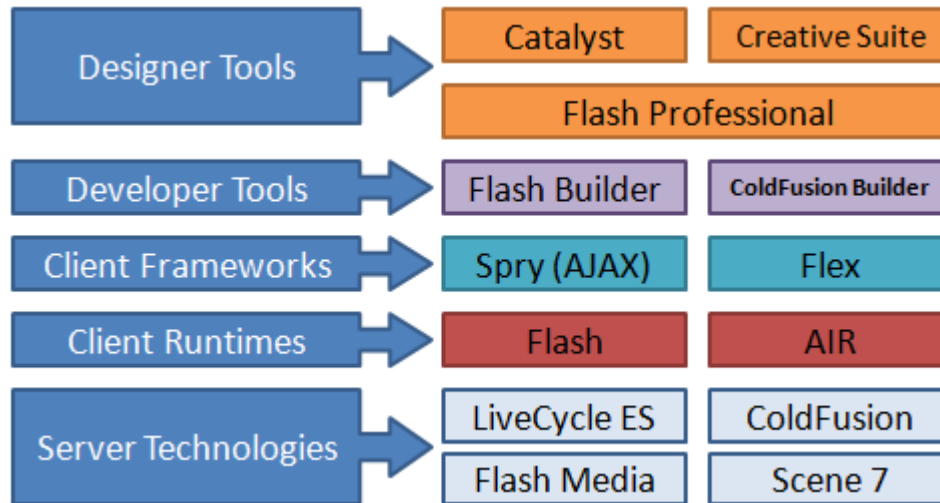 Designer Tools
Catalyst
Creative Suite
Flash Professional
Developer Tools
Flash Builder
ColdFusion Builder
Client Frameworks
Spry (AJAX)
Flex
Client Runtimes
Flash
AIR
Server Technologies
LiveCycle ES
ColdFusion
Flash Media
Scene 7